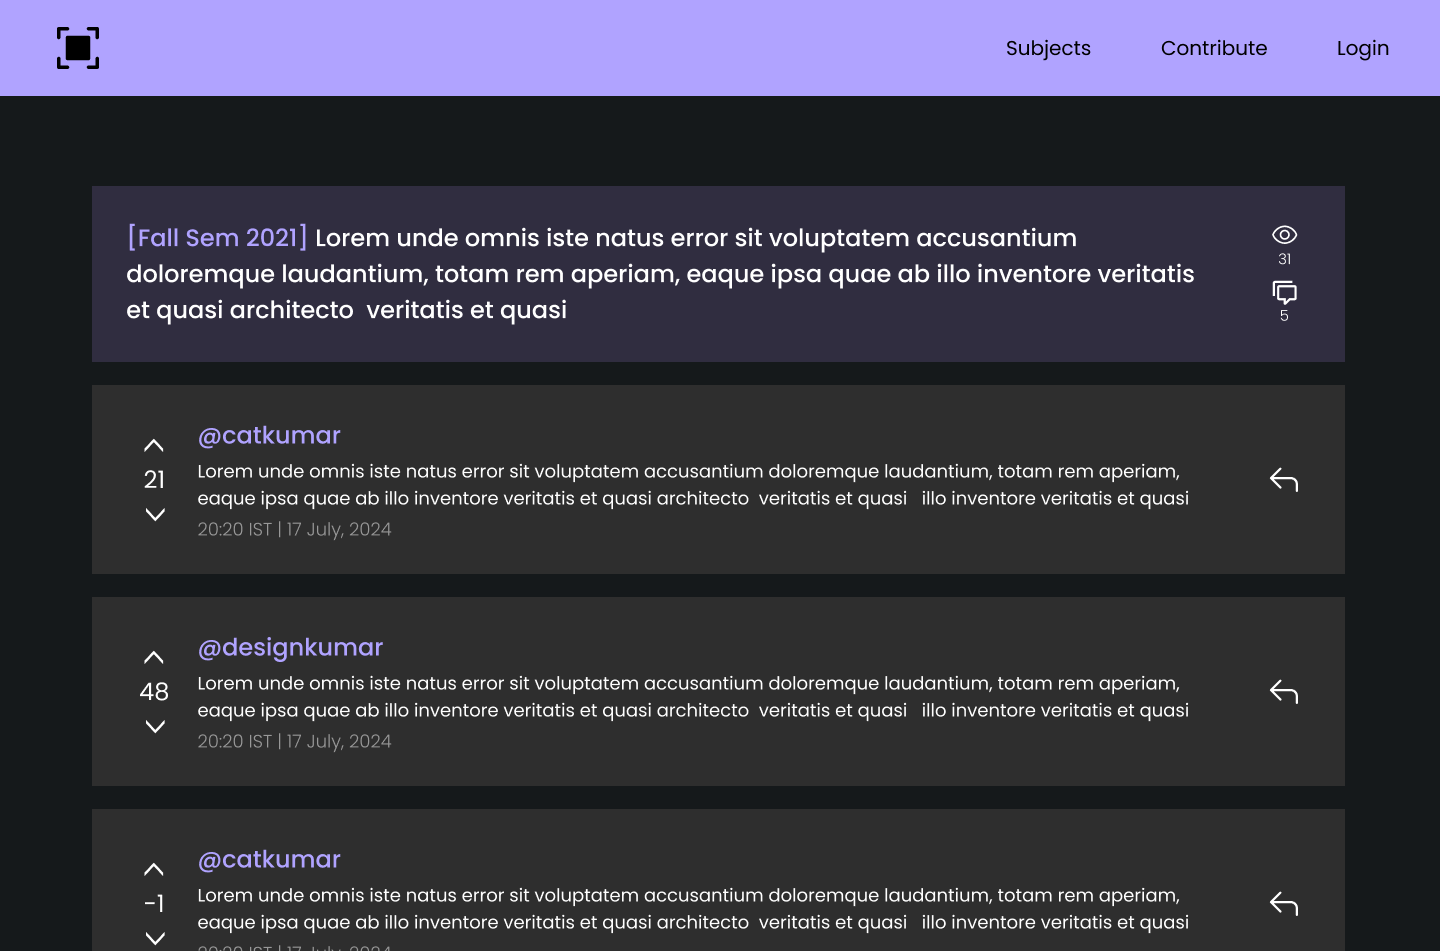 Subjects Contribute Login
[Fall Sem 2021] Lorem unde omnis iste natus error sit voluptatem accusantium
doloremque laudantium, totam rem aperiam, eaque ipsa quae ab illo inventore veritatis
et quasi architecto  veritatis et quasi
31
5
@catkumar
21
Lorem unde omnis iste natus error sit voluptatem accusantium doloremque laudantium, totam rem aperiam,
eaque ipsa quae ab illo inventore veritatis et quasi architecto  veritatis et quasi   illo inventore veritatis et quasi
20:20 IST | 17 July, 2024
@designkumar
48
Lorem unde omnis iste natus error sit voluptatem accusantium doloremque laudantium, totam rem aperiam,
eaque ipsa quae ab illo inventore veritatis et quasi architecto  veritatis et quasi   illo inventore veritatis et quasi
20:20 IST | 17 July, 2024
@catkumar
-1
Lorem unde omnis iste natus error sit voluptatem accusantium doloremque laudantium, totam rem aperiam,
eaque ipsa quae ab illo inventore veritatis et quasi architecto  veritatis et quasi   illo inventore veritatis et quasi
20:20 IST | 17 July, 2024